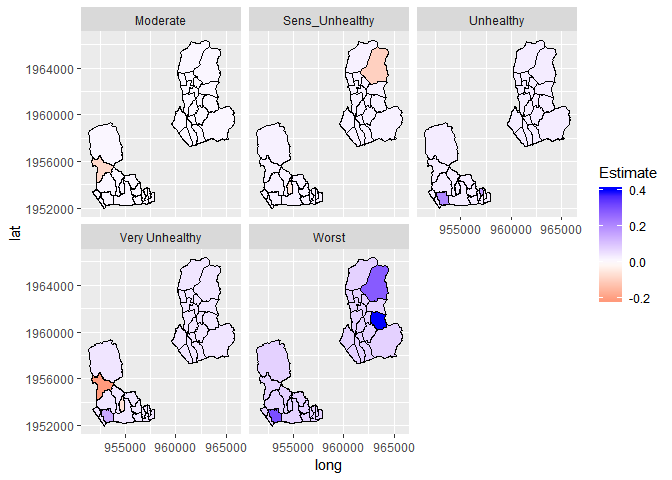 Moderate
Sens_Unhealthy
Unhealthy
1964000
1960000
1956000
1952000
955000 960000 965000
Very Unhealthy
Worst
1964000
1960000
1956000
1952000
955000 960000 965000
955000 960000 965000
lat
long
Estimate
0.4
0.2
0.0
-0.2